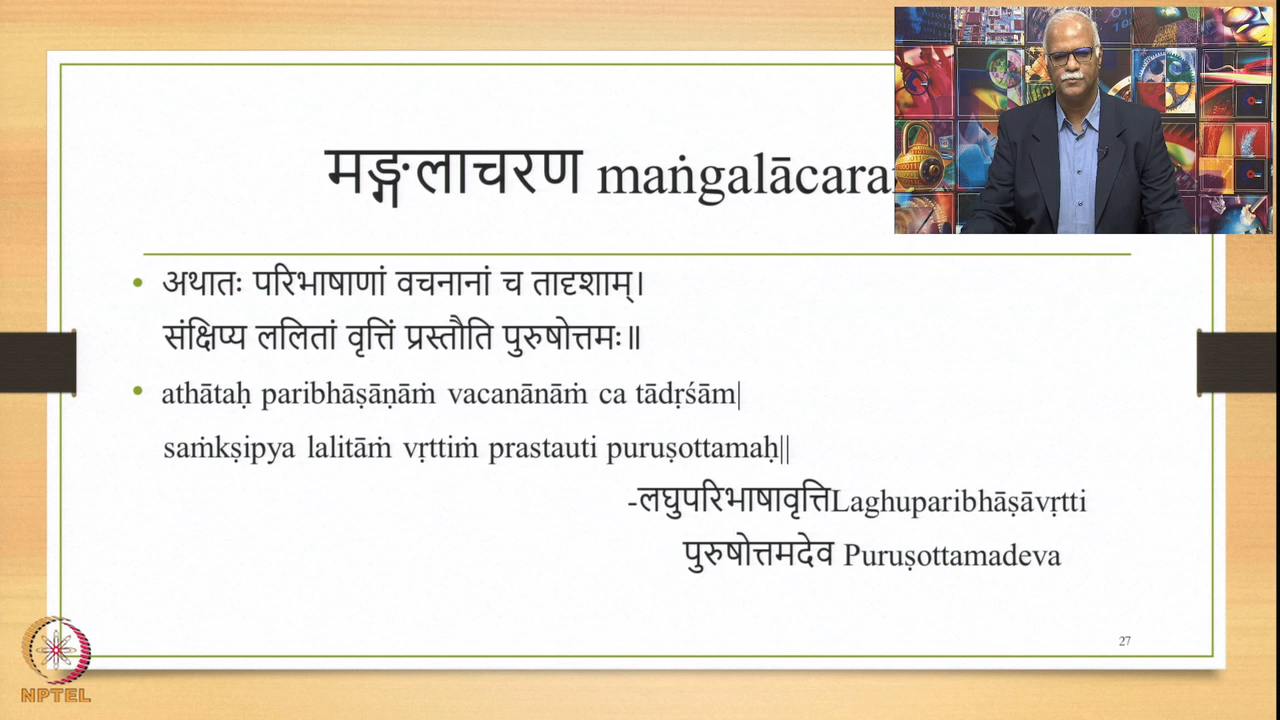 मङ्गलाचरण maṅgalācara
• अथातः परिभाषाणां वचनानां च तादृशाम्।
संक्षिप्य ललितां वृत्तिं प्रस्तौति पुरुषोत्तमः॥
• athātaḥ paribhāṣāṇāṁ vacanānāṁ ca tādṛśām|
saṁkṣipya lalitāṁ vṛttiṁ prastauti puruṣottamaḥ||
-लघुपरिभाषावृत्तिLaghuparibhāṣāvṛtti
पुरुषोत्तमदेव Puruṣottamadeva
27
NPTEL